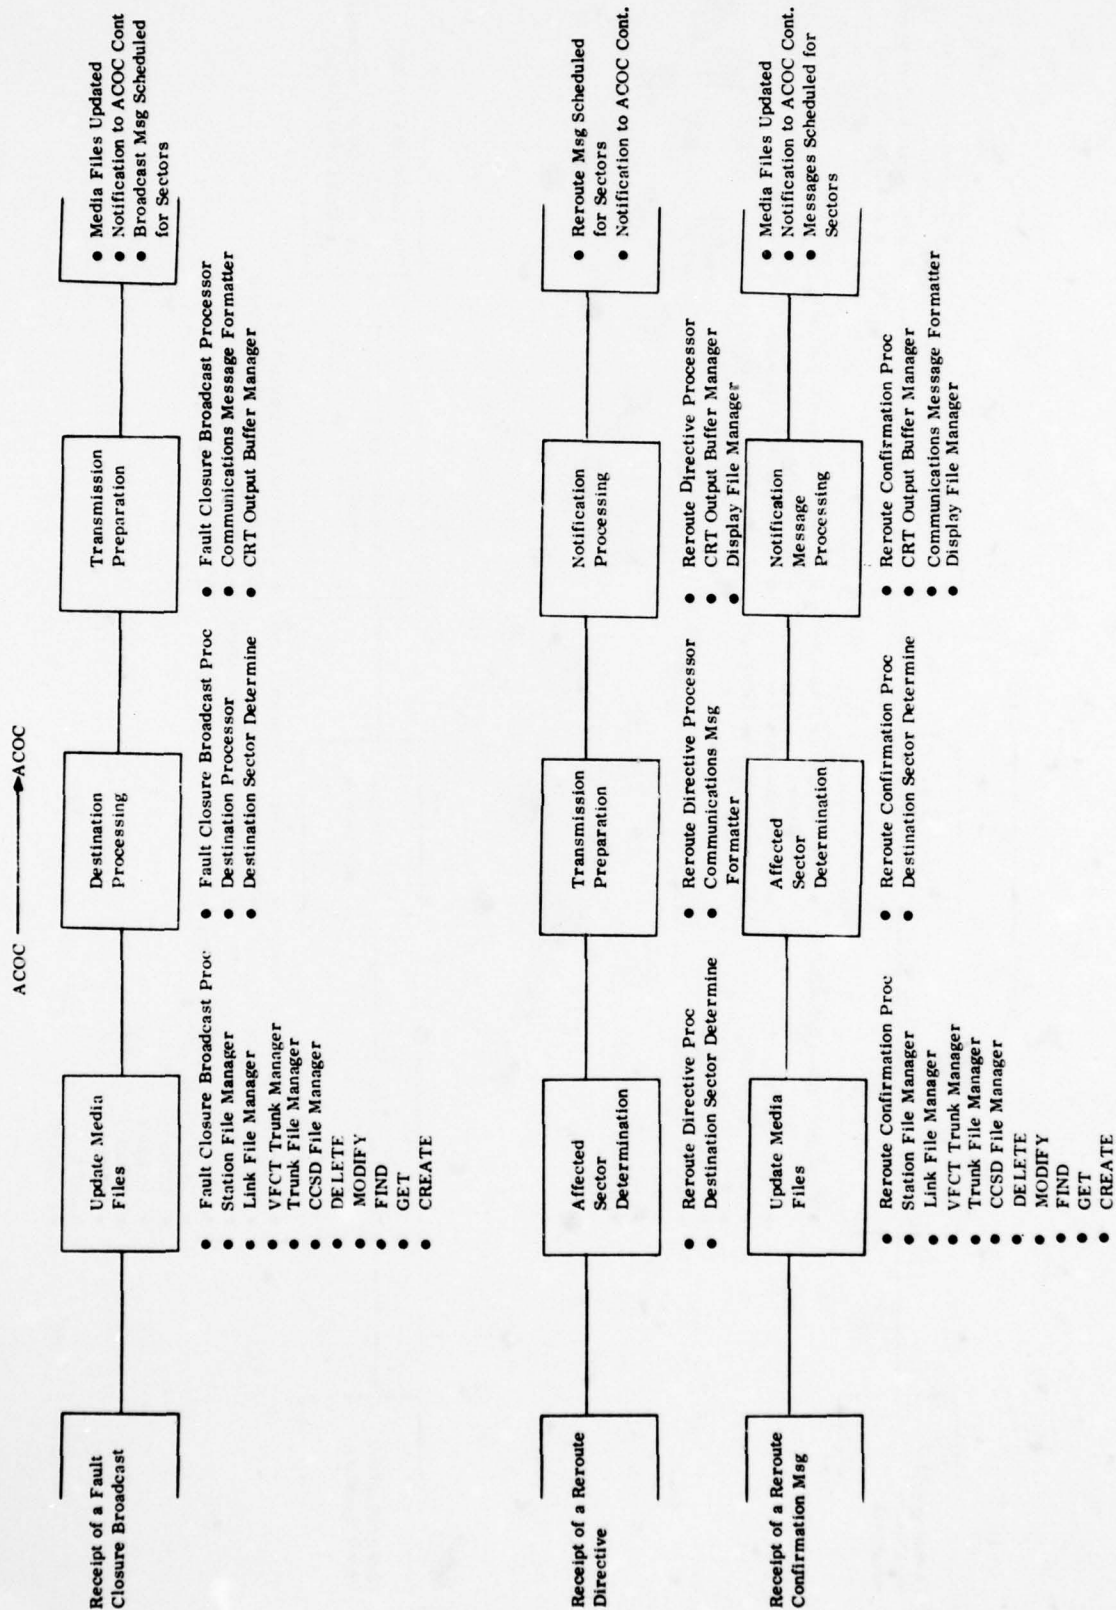 ACOC ACOC
Receipt of a Fault
Closure Broadcast
Update Media
Files
● Fault Closure Broadcast Proc
● Station File Manager
● Link File Manager
● VFCT Trunk Manager
● Trunk File Manager
● CCSD File Manager
● DELETE
● MODIFY
● FIND
● GET
● CREATE
Destination
Processing
● Fault Closure Broadcast Proc
● Destination Processor
● Destination Sector Determine
Transmission
Preparation
● Fault Closure Broadcast Processor
● Communications Message Formatter
● CRT Output Buffer Manager
● Media Files Updated
● Notification to ACOC Cont
● Broadcast Msg Scheduled
for Sectors
Receipt of a Reroute
Directive
Affected
Sector
Determination
● Reroute Directive Proc
● Destination Sector Determine
Transmission
Preparation
● Reroute Directive Processor
● Communications Msg
Formatter
Notification
Processing
● Reroute Directive Processor
● CRT Output Buffer Manager
● Display File Manager
● Reroute Msg Scheduled
for Sectors
● Notification to ACOC Cont.
Receipt of a Reroute
Confirmation Msg
Update Media
Files
● Reroute Confirmation Proc
● Station File Manager
● Link File Manager
● VFCT Trunk Manager
● Trunk File Manager
● CCSD File Manager
● DELETE
● MODIFY
● FIND
● GET
● CREATE
Affected
Sector
Determination
● Reroute Confirmation Proc
● Destination Sector Determine
Notification
Message
Processing
● Reroute Confirmation Proc
● CRT Output Buffer Manager
● Communications Message Formatter
● Display File Manager
● Media Files Updated
● Notification to ACOC Cont.
● Messages Scheduled for
Sectors